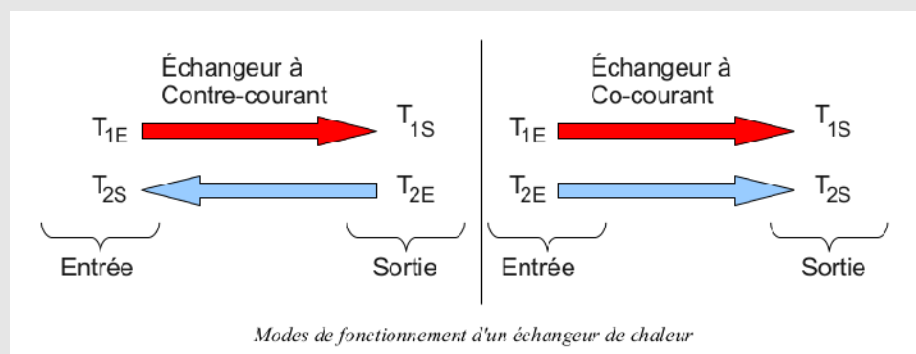 Échangeur à
Contre-courant
T1E
T1S
T2S
T2E
Entrée
Sortie
Échangeur à
Co-courant
T1E
T1S
T2E
T2S
Entrée
Sortie
Modes de fonctionnement d'un échangeur de chaleur